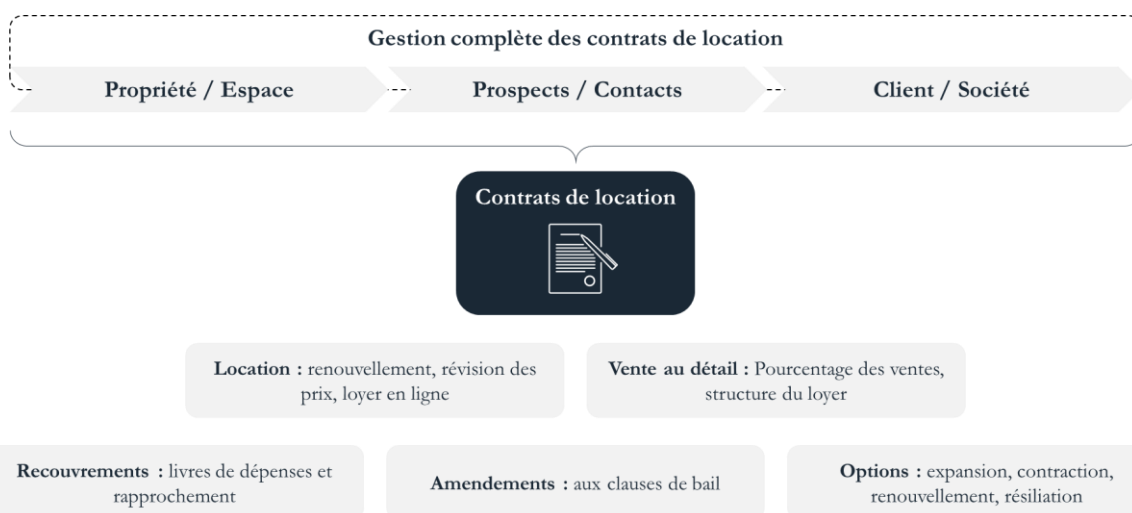 Gestion complète des contrats de location
Propriété / Espace
Prospects / Contacts
Client / Société
Contrats de location
Location : renouvellement, révision des
prix, loyer en ligne
Vente au détail : Pourcentage des ventes,
structure du loyer
Recouvrements : livres de dépenses et
rapprochement
Amendements : aux clauses de bail
Options : expansion, contraction,
renouvellement, résiliation